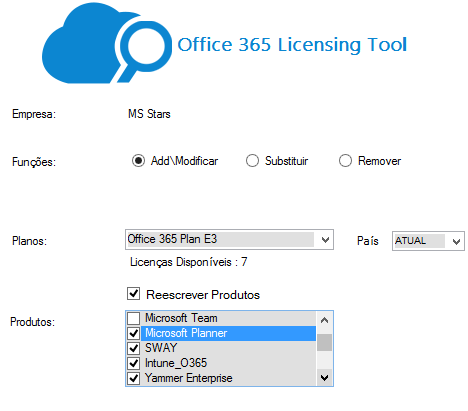 Office 365 Licensing Tool
Empresa: MS Stars
Funções: Add\Modificar Substituir Remover
Planos: Office 365 Plan E3 País ATUAL
Licenças Disponíveis : 7
Reescrever Produtos
Produtos: Microsoft Team
Microsoft Planner
SWAY
Intune_O365
Yammer Enterprise